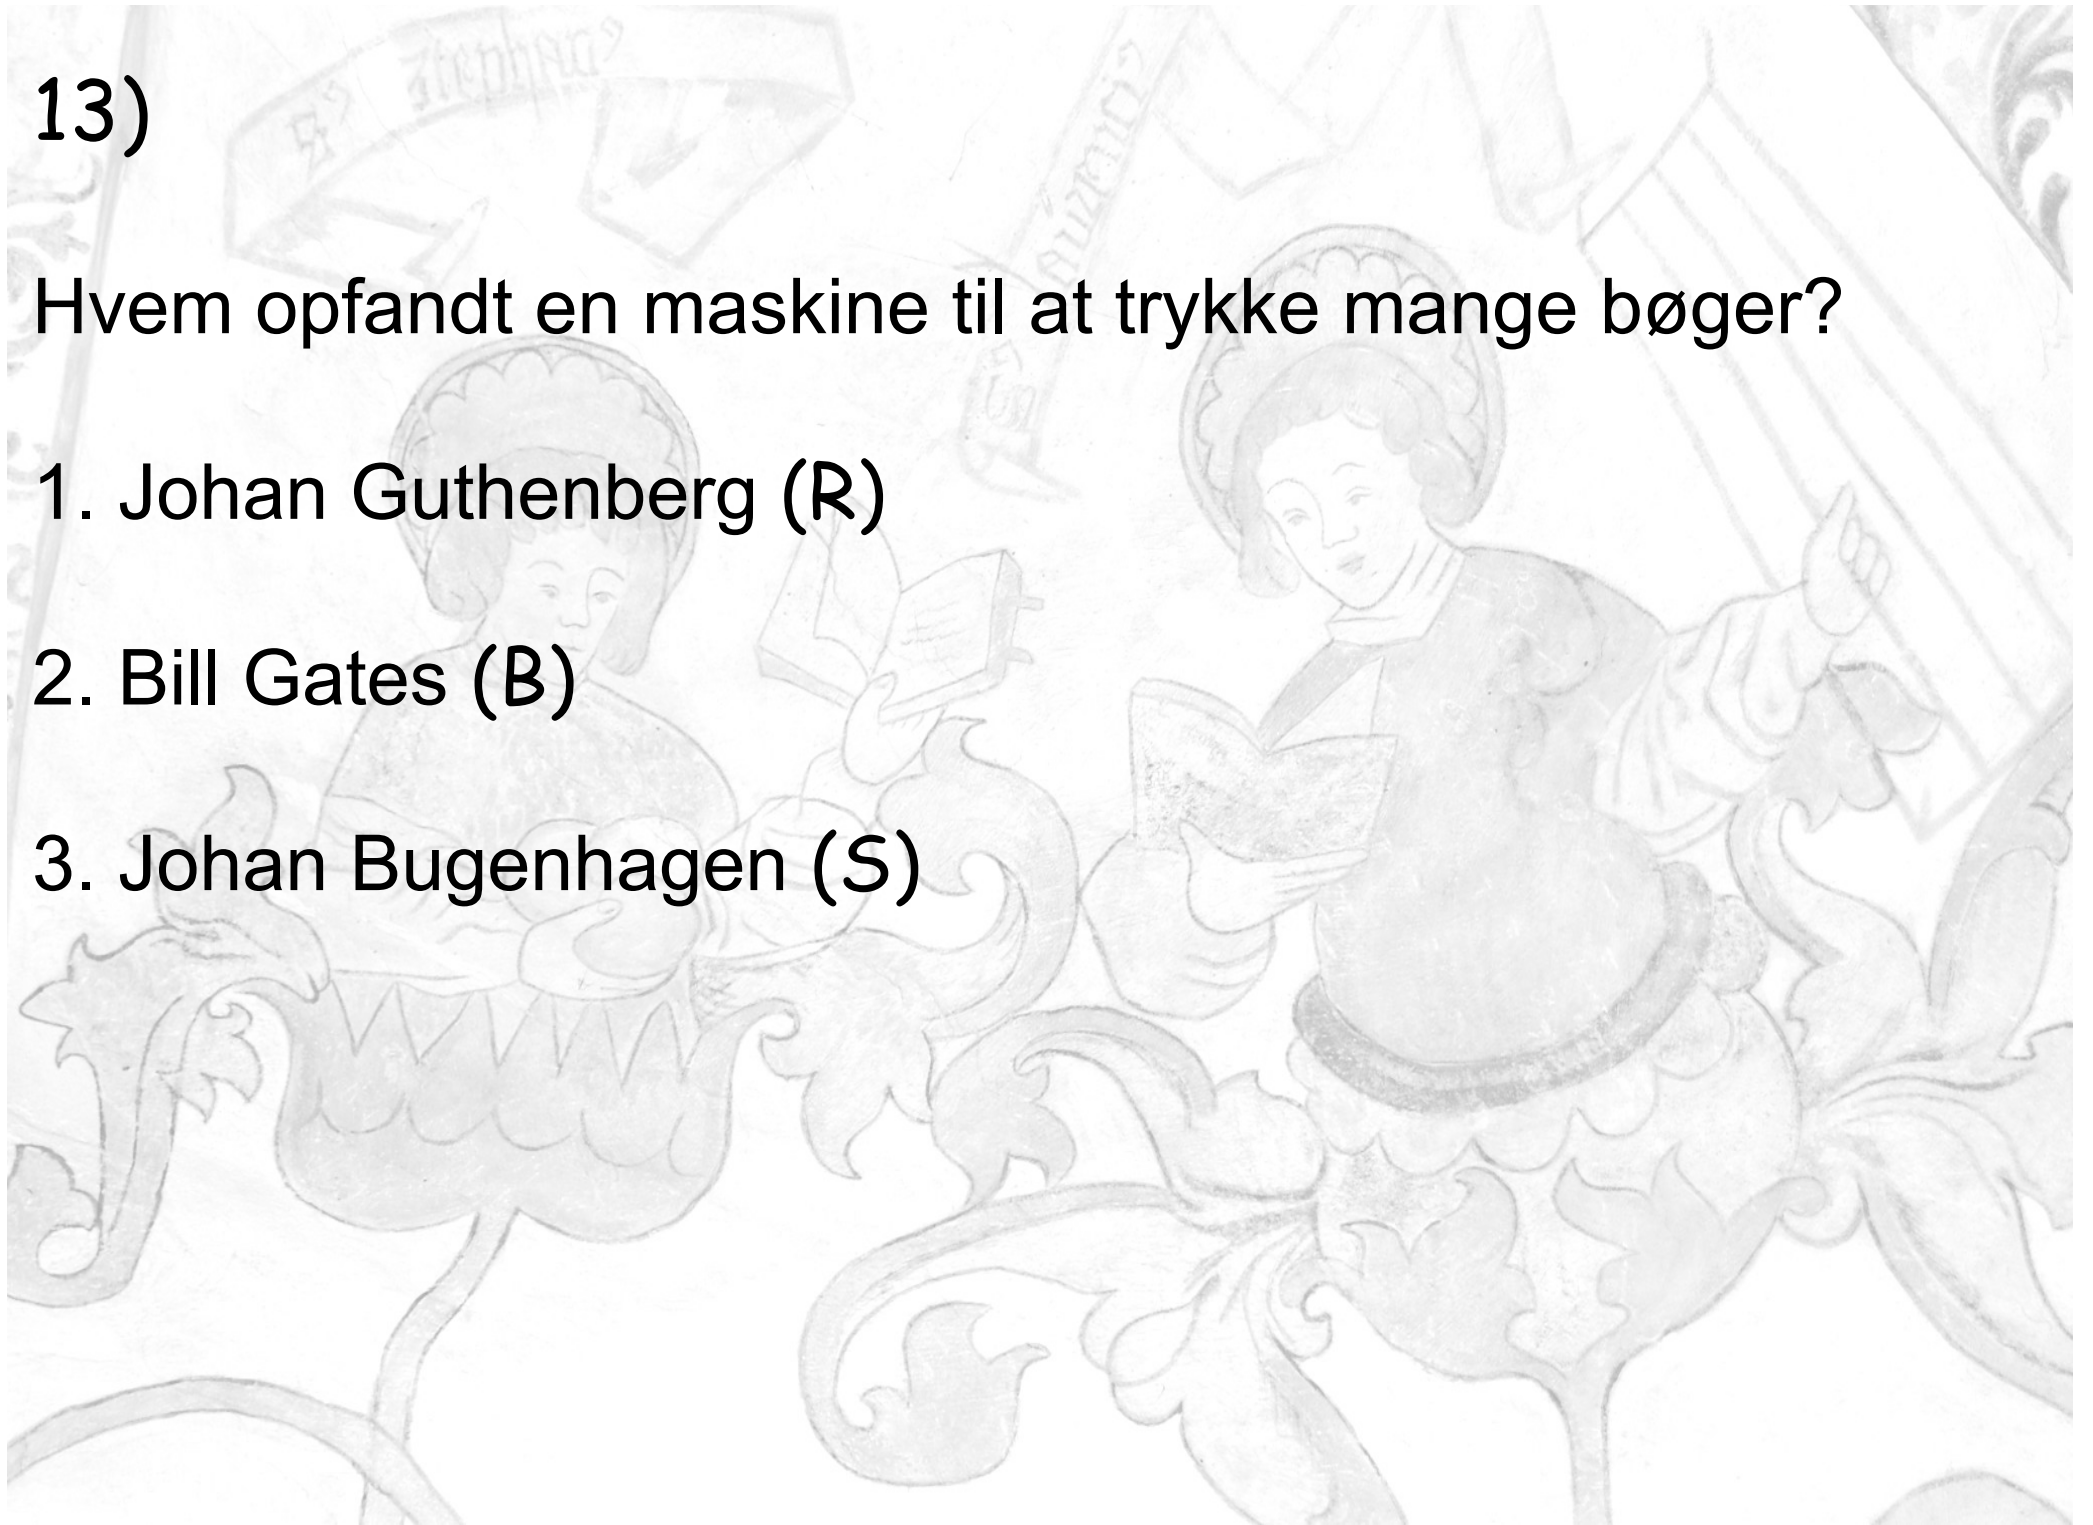 S? Stephan?
13)
Hvem opfandt en maskine til at trykke mange bøger?
1. Johan Guthenberg (R)
2. Bill Gates (B)
3. Johan Bugenhagen (S)